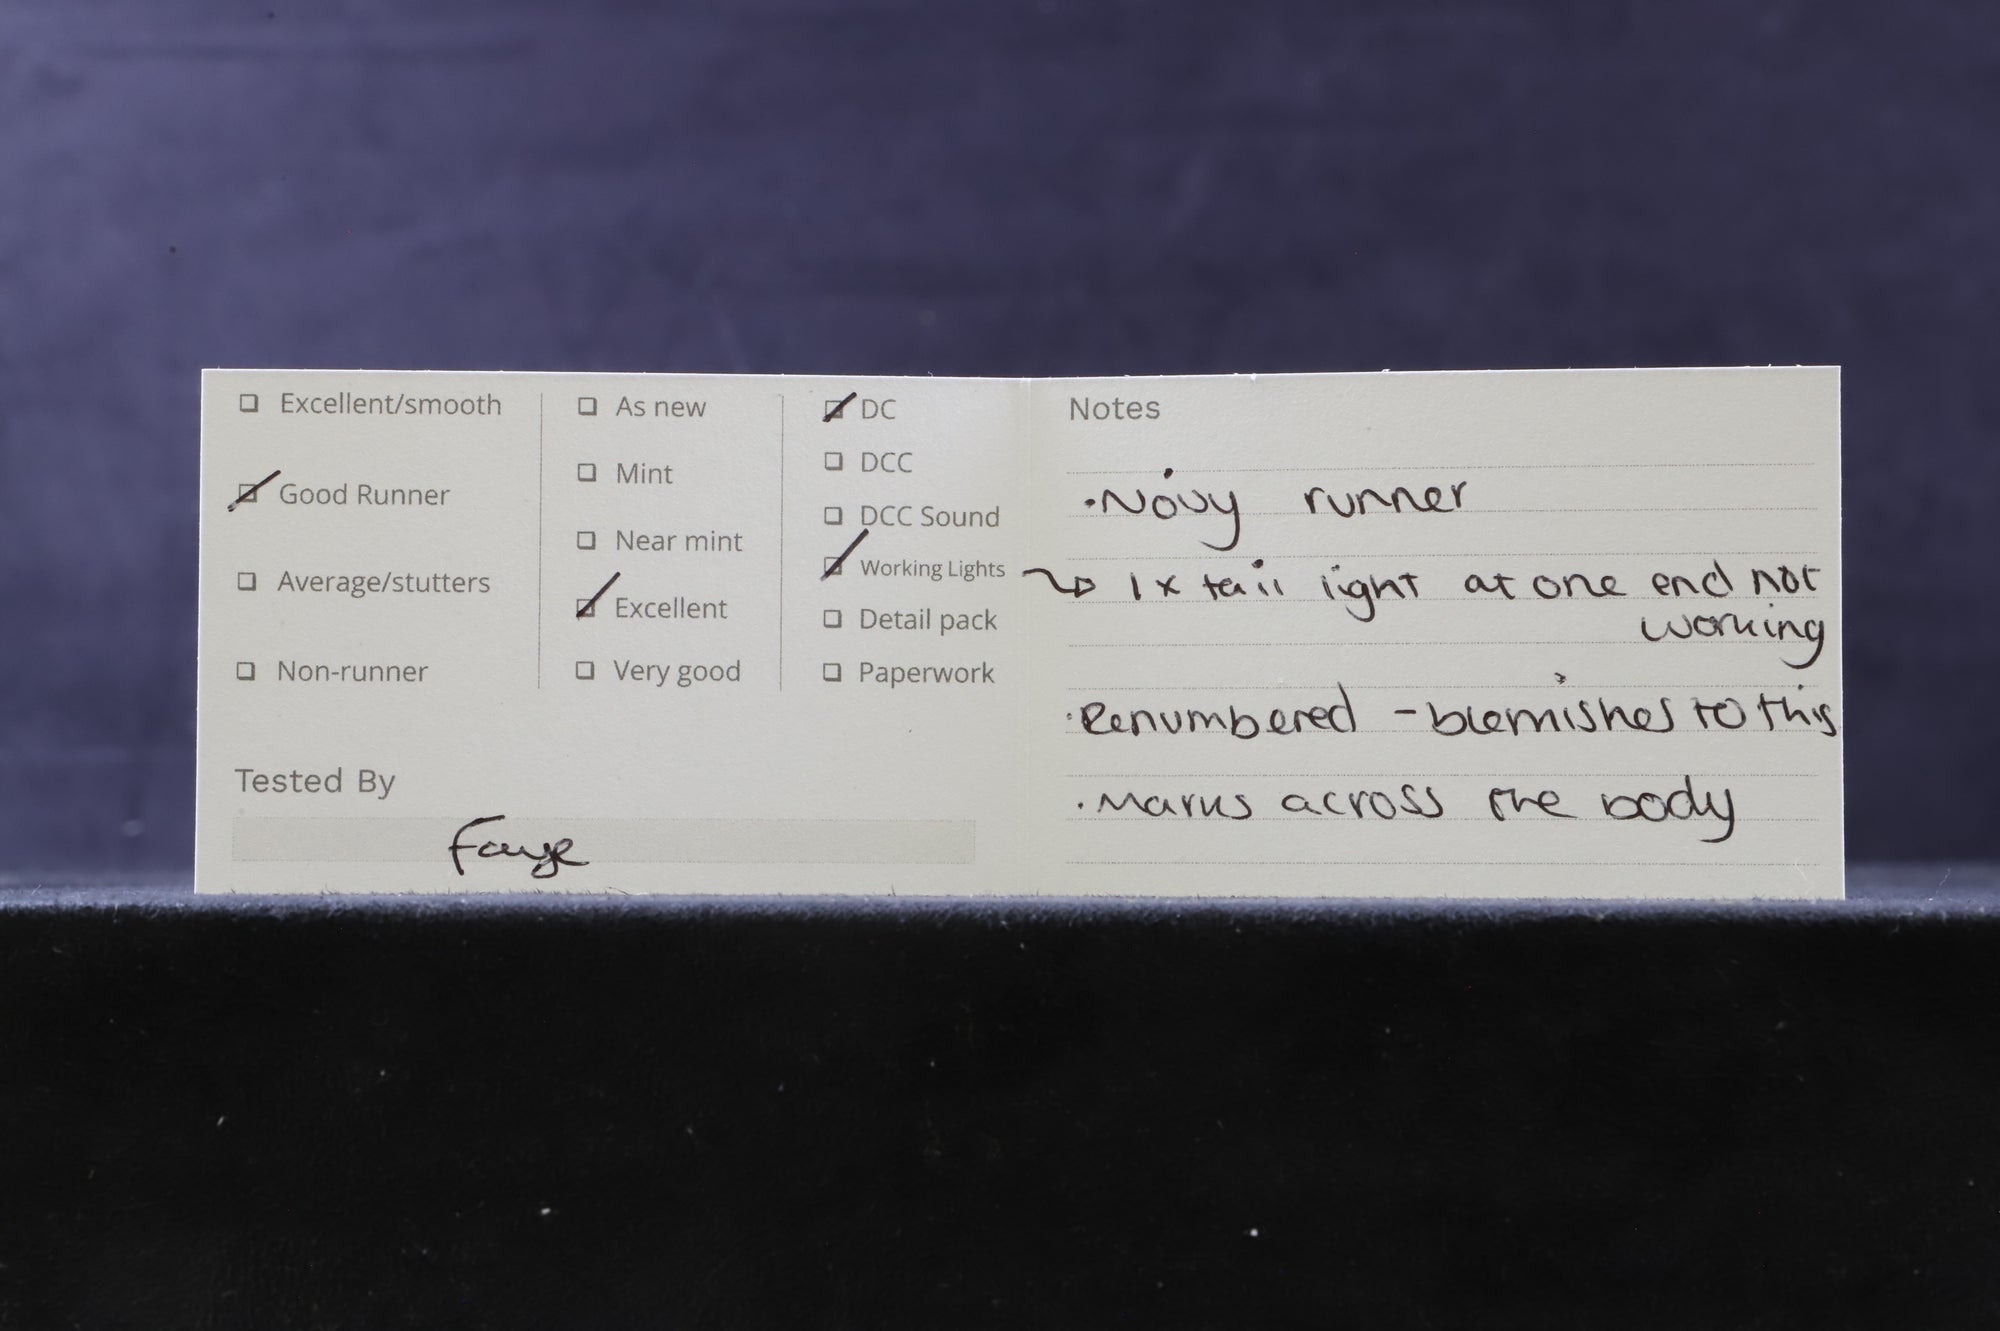 Excellent/smooth
Good Runner
Average/stutters
Non-runner
As new
Mint
Near mint
Excellent
Very good
DC
DCC
DCC Sound
Working Lights
Detail pack
Paperwork
Tested By
Faye
Notes
· Noisy runner
1x tail light at one end not
working
· Renumbered - blemishes to this
· Marks across the body